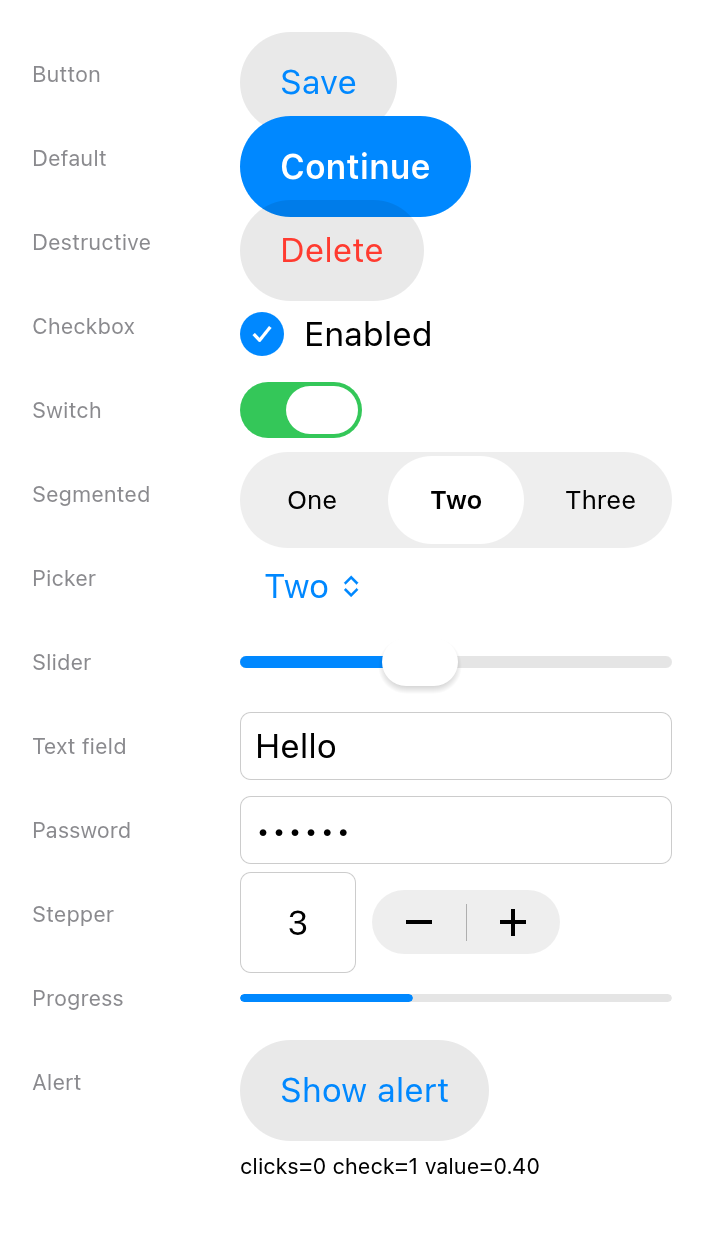 Button Save
Default Continue
Destructive Delete
Checkbox Enabled
Switch
Segmented One Two Three
Picker Two
Slider
Text field Hello
Password ••••••
Stepper 3 − +
Progress
Alert Show alert
clicks=0 check=1 value=0.40